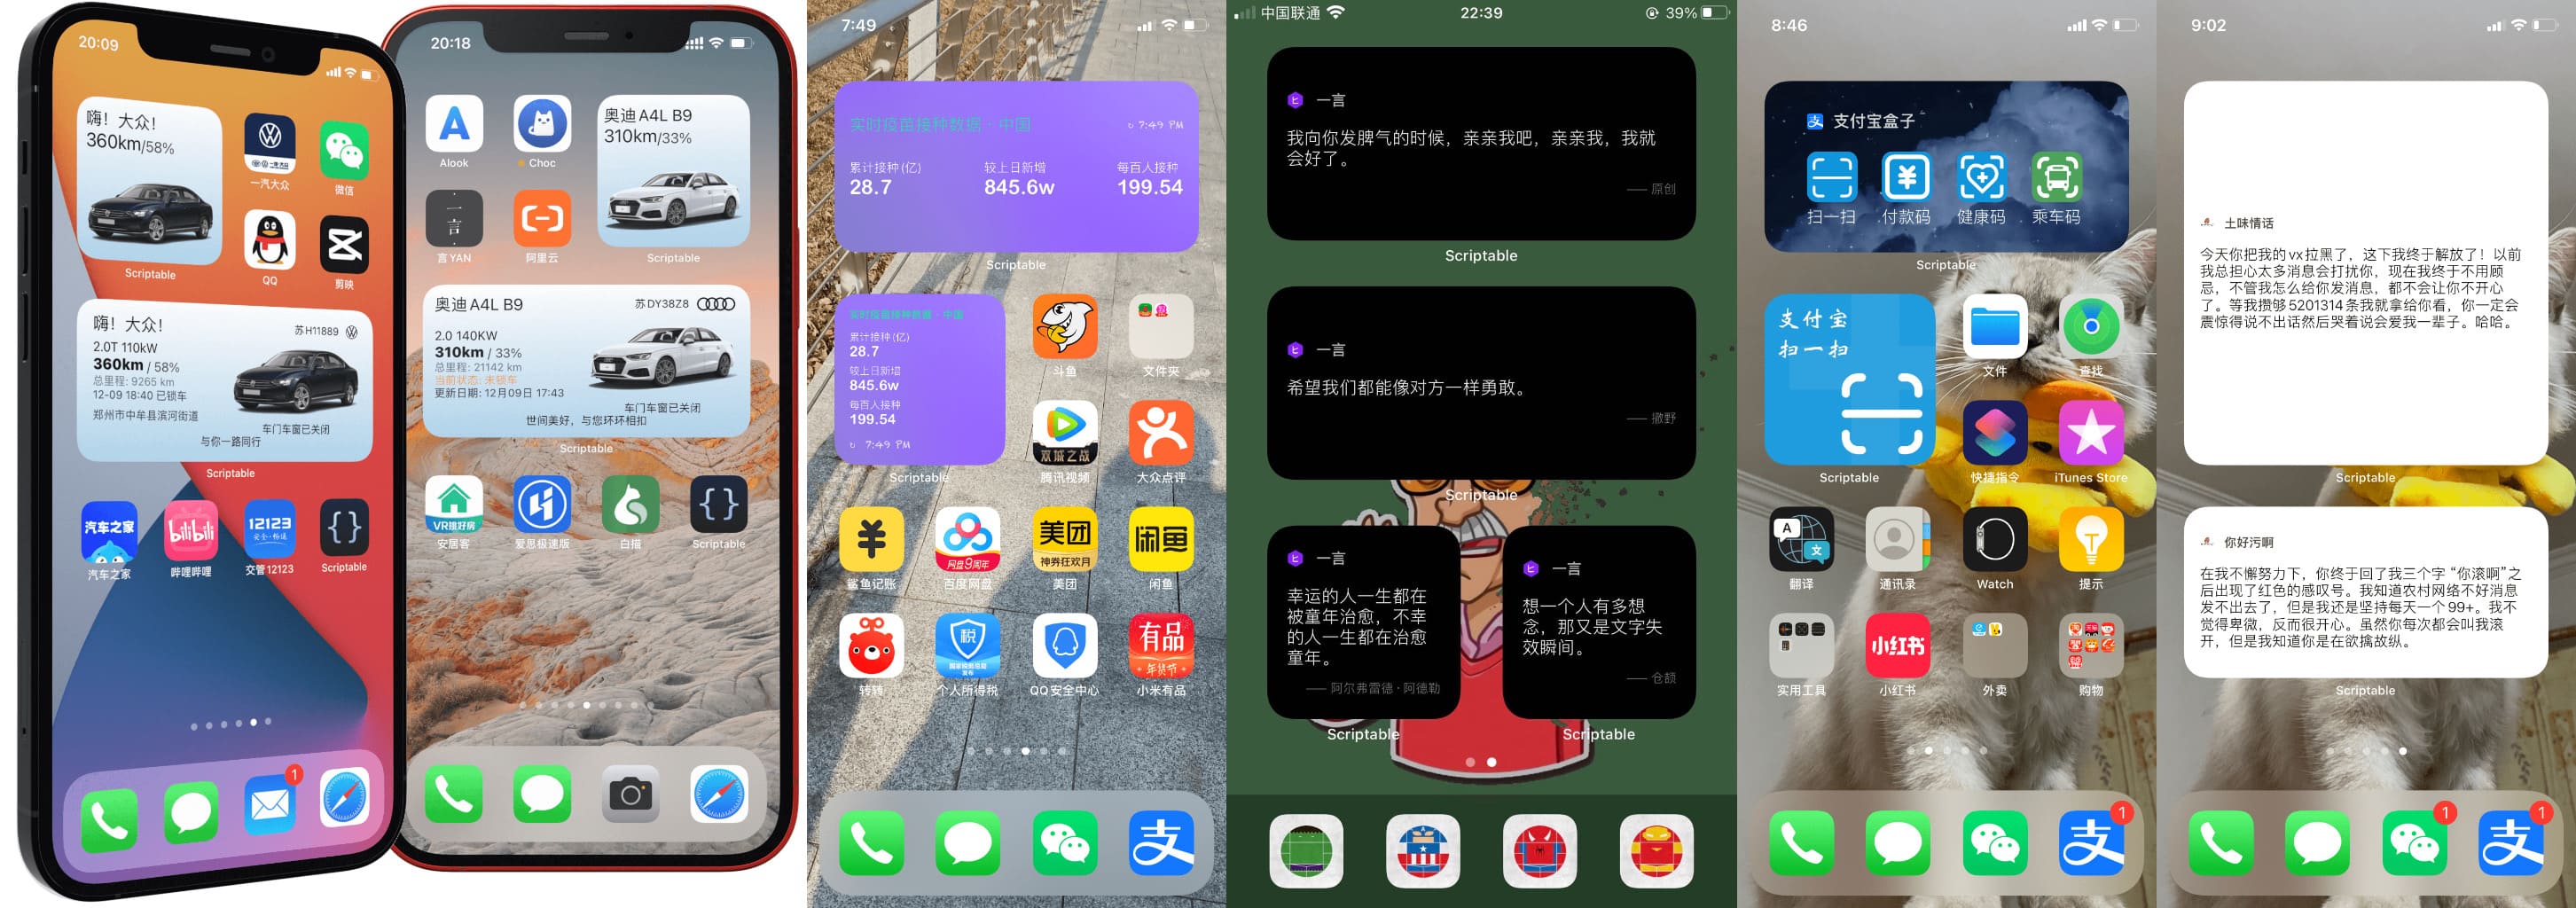 20:09
嗨！大众！
360km/58%
Scriptable
一汽大众
微信
QQ
剪映
嗨！大众！
苏H11889
2.0T 110kW
360km / 58%
总里程: 9265 km
12-09 18:40 已锁车
郑州市中牟县滨河街道
车门车窗已关闭
与你一路同行
Scriptable
汽车之家
bilibili
12123
安全·畅通
{ }
汽车之家
哔哩哔哩
交管12123
Scriptable
1
20:18
Alook
Choc
奥迪A4L B9
310km/33%
一言
言YAN
阿里云
Scriptable
奥迪A4L B9
苏DY38Z8
2.0 140KW
310km / 33%
总里程: 21142 km
当前状态: 未锁车
更新日期: 12月09日 17:43
车门车窗已关闭
世间美好，与您环环相扣
Scriptable
安居客
爱思极速版
白描
Scriptable
7:49
实时疫苗接种数据 · 中国
7:49 PM
累计接种(亿)
较上日新增
每百人接种
28.7
845.6w
199.54
Scriptable
实时疫苗接种数据 · 中国
累计接种(亿)
28.7
较上日新增
845.6w
每百人接种
199.54
7:49 PM
Scriptable
斗鱼
文件夹
双城之战
腾讯视频
大众点评
网盘9周年
美团
神券狂欢月
闲鱼
鲨鱼记账
百度网盘
美团
闲鱼
税
有品
年货节
转转
个人所得税
QQ安全中心
小米有品
支
中国联通
22:39
39%
一言
我向你发脾气的时候，亲亲我吧，亲亲我，我就
会好了。
—— 原创
Scriptable
一言
希望我们都能像对方一样勇敢。
—— 撒野
Scriptable
一言
幸运的人一生都在
被童年治愈，不幸
的人一生都在治愈
童年。
—— 阿尔弗雷德·阿德勒
Scriptable
一言
想一个人有多想
念，那又是文字失
效瞬间。
—— 仓颉
Scriptable
8:46
支付宝盒子
扫一扫
付款码
健康码
乘车码
Scriptable
支付宝
扫一扫
Scriptable
文件
查找
快捷指令
iTunes Store
翻译
通讯录
Watch
提示
小红书
实用工具
小红书
外卖
购物
支
1
9:02
土味情话
今天你把我的vx拉黑了，这下我终于解放了！以前
我总担心太多消息会打扰你，现在我终于不用顾
忌，不管我怎么给你发消息，都不会让你不开心
了。等我攒够5201314条我就拿给你看，你一定会
震惊得说不出话然后哭着说会爱我一辈子。哈哈。
Scriptable
你好污啊
在我不懈努力下，你终于回了我三个字 “你滚啊”之
后出现了红色的感叹号。我知道农村网络不好消息
发不出去了，但是我还是坚持每天一个 99+。我不
觉得卑微，反而很开心。虽然你每次都会叫我滚
开，但是我知道你是在欲擒故纵。
Scriptable
1
支
1